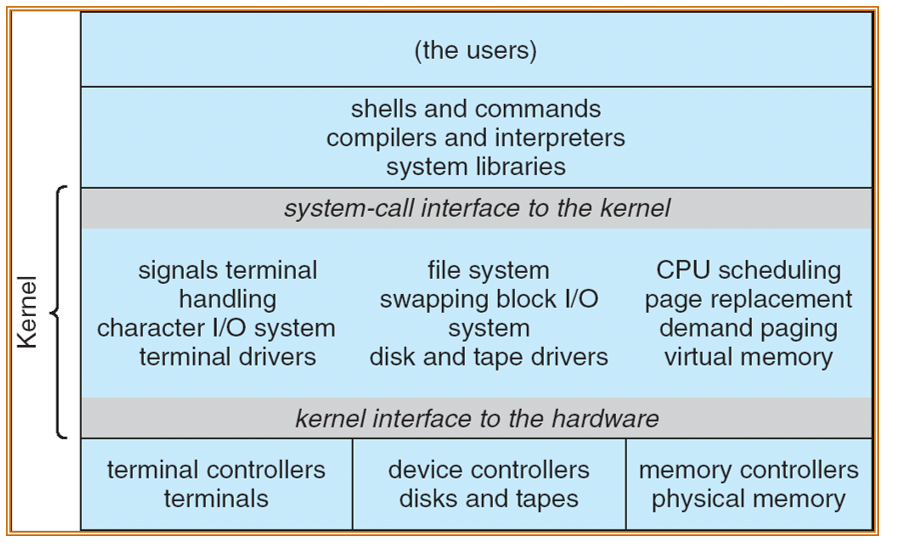 (the users)
shells and commands
compilers and interpreters
system libraries
Kernel
system-call interface to the kernel
signals terminal
handling
character I/O system
terminal drivers
file system
swapping block I/O
system
disk and tape drivers
CPU scheduling
page replacement
demand paging
virtual memory
kernel interface to the hardware
terminal controllers
terminals
device controllers
disks and tapes
memory controllers
physical memory